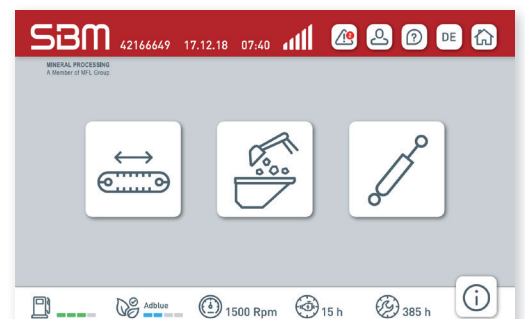 SBM 42166649 17.12.18 07:40 ? DE
MINERAL PROCESSING
A Member of MFL Group
Adblue 1500 Rpm 15 h 385 h i